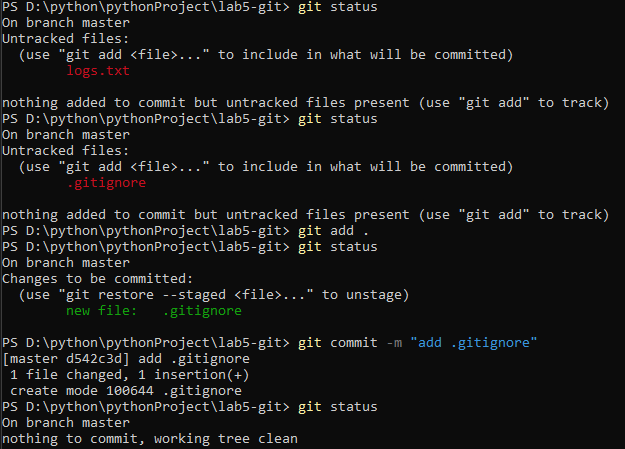 PS D:\python\pythonProject\lab5-git> git status
On branch master
Untracked files:
  (use "git add <file>..." to include in what will be committed)
        logs.txt

nothing added to commit but untracked files present (use "git add" to track)
PS D:\python\pythonProject\lab5-git> git status
On branch master
Untracked files:
  (use "git add <file>..." to include in what will be committed)
        .gitignore

nothing added to commit but untracked files present (use "git add" to track)
PS D:\python\pythonProject\lab5-git> git add .
PS D:\python\pythonProject\lab5-git> git status
On branch master
Changes to be committed:
  (use "git restore --staged <file>..." to unstage)
        new file:   .gitignore

PS D:\python\pythonProject\lab5-git> git commit -m "add .gitignore"
[master d542c3d] add .gitignore
 1 file changed, 1 insertion(+)
 create mode 100644 .gitignore
PS D:\python\pythonProject\lab5-git> git status
On branch master
nothing to commit, working tree clean